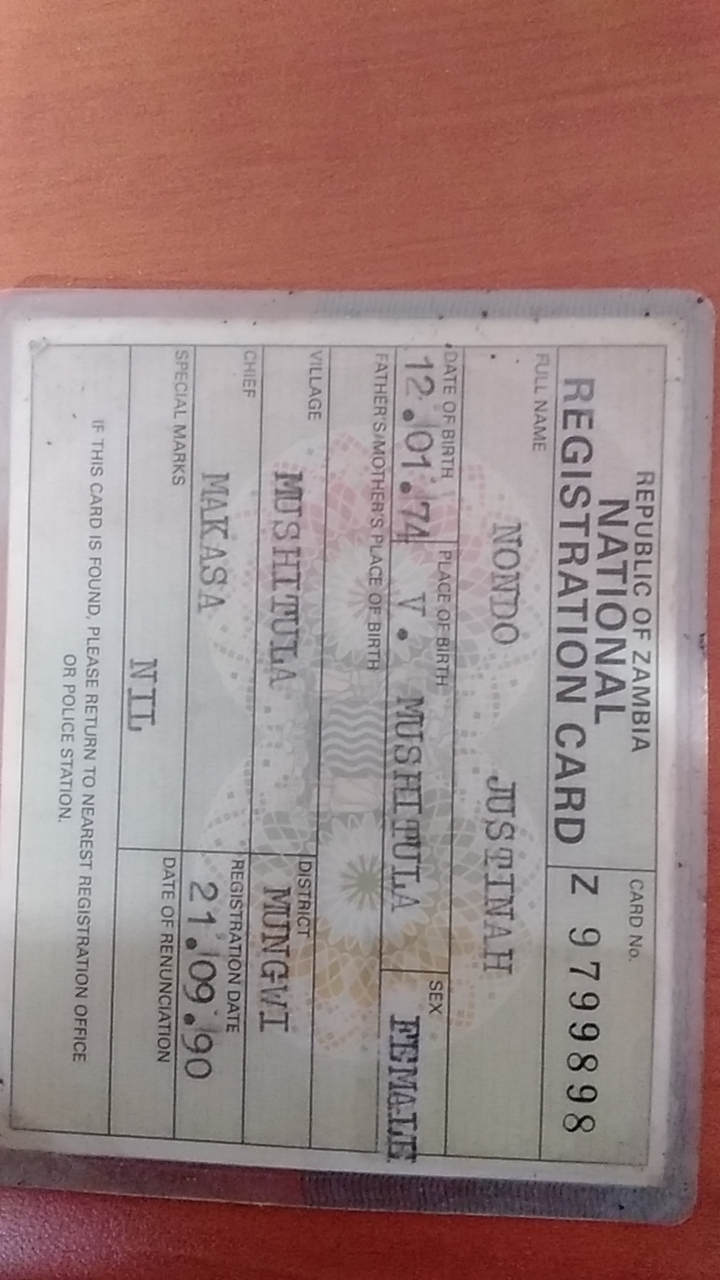 REPUBLIC OF ZAMBIA
NATIONAL
REGISTRATION CARD
CARD No.
Z 9799898
FULL NAME
NONDO JUSTINAH
DATE OF BIRTH PLACE OF BIRTH SEX
12.01.74 V. MUSHITULA FEMALE
FATHER'S/MOTHER'S PLACE OF BIRTH
VILLAGE DISTRICT
MUSHITULA MUNGWI
CHIEF REGISTRATION DATE
MAKASA 21.09.90
SPECIAL MARKS DATE OF RENUNCIATION
NIL
IF THIS CARD IS FOUND, PLEASE RETURN TO NEAREST REGISTRATION OFFICE
OR POLICE STATION.